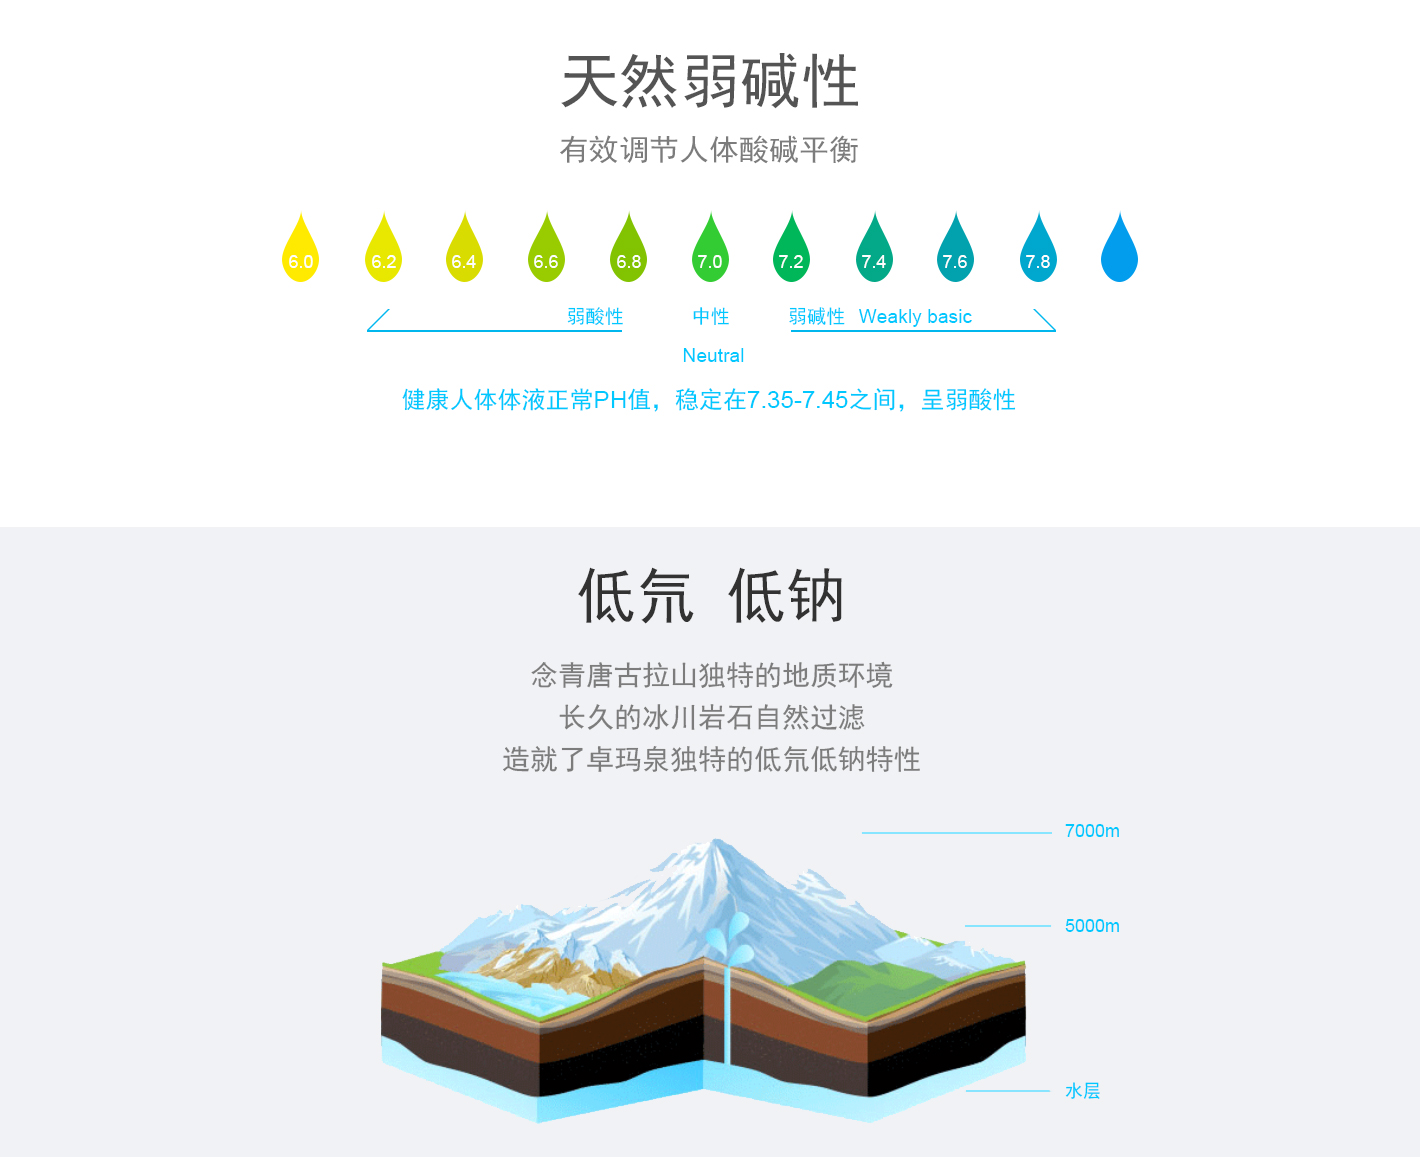 天然弱碱性
有效调节人体酸碱平衡
6.0 6.2 6.4 6.6 6.8 7.0 7.2 7.4 7.6 7.8
弱酸性 中性 弱碱性 Weakly basic
Neutral
健康人体体液正常PH值，稳定在7.35-7.45之间，呈弱酸性
低氘 低钠
念青唐古拉山独特的地质环境
长久的冰川岩石自然过滤
造就了卓玛泉独特的低氘低钠特性
7000m
5000m
水层